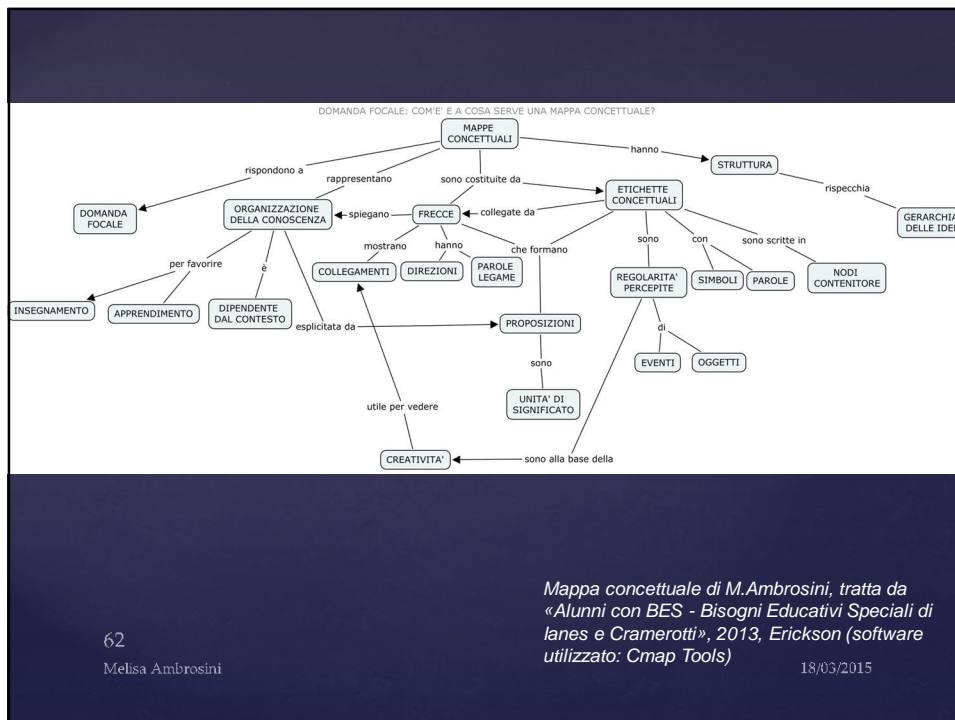 DOMANDA FOCALE: COM'E' E A COSA SERVE UNA MAPPA CONCETTUALE?
MAPPE
CONCETTUALI
hanno
STRUTTURA
rispondono a
rappresentano
sono costituite da
rispecchia
DOMANDA
FOCALE
ORGANIZZAZIONE
DELLA CONOSCENZA
spiegano
FRECCE
collegate da
ETICHETTE
CONCETTUALI
GERARCHIA
DELLE IDEE
mostrano
hanno
che formano
sono
con
sono scritte in
per favorire
è
COLLEGAMENTI
DIREZIONI
PAROLE
LEGAME
REGOLARITA'
PERCEPITE
SIMBOLI
PAROLE
NODI
CONTENITORE
INSEGNAMENTO
APPRENDIMENTO
DIPENDENTE
DAL CONTESTO
esplicitata da
PROPOSIZIONI
di
sono
EVENTI
OGGETTI
UNITA' DI
SIGNIFICATO
utile per vedere
CREATIVITA'
sono alla base della
Mappa concettuale di M.Ambrosini, tratta da
«Alunni con BES - Bisogni Educativi Speciali di
Ianes e Cramerotti», 2013, Erickson (software
utilizzato: Cmap Tools)
62
Melisa Ambrosini
18/03/2015